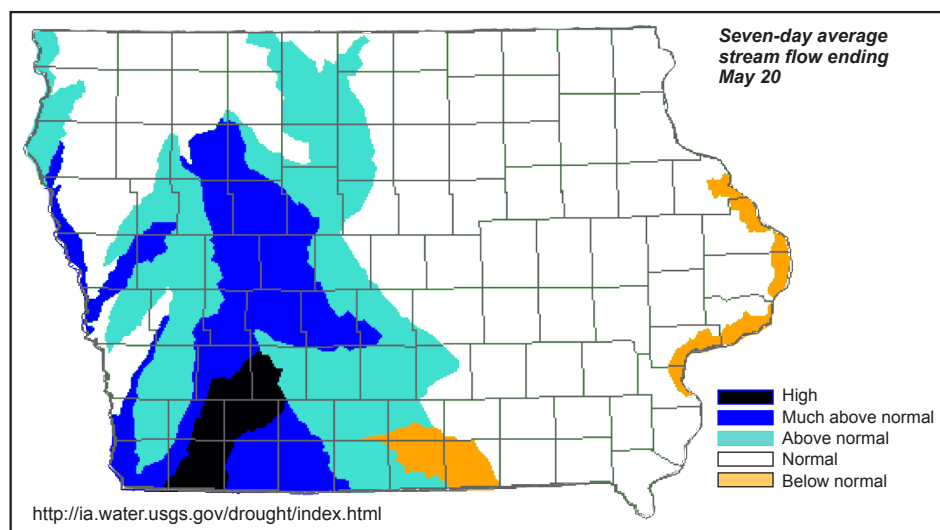 Seven-day average
stream flow ending
May 20
High
Much above normal
Above normal
Normal
Below normal
http://ia.water.usgs.gov/drought/index.html